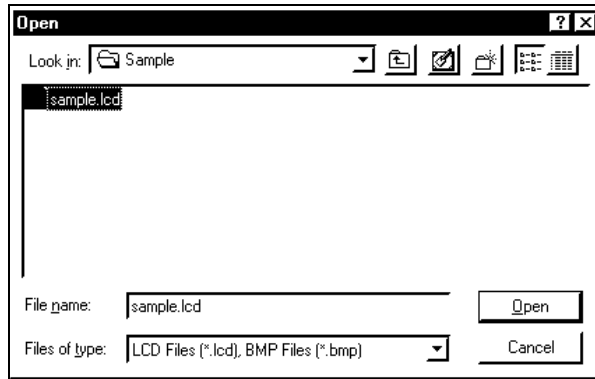 Open
Look in: Sample
sample.lcd
File name: sample.lcd Open
Files of type: LCD Files (*.lcd), BMP Files (*.bmp) Cancel